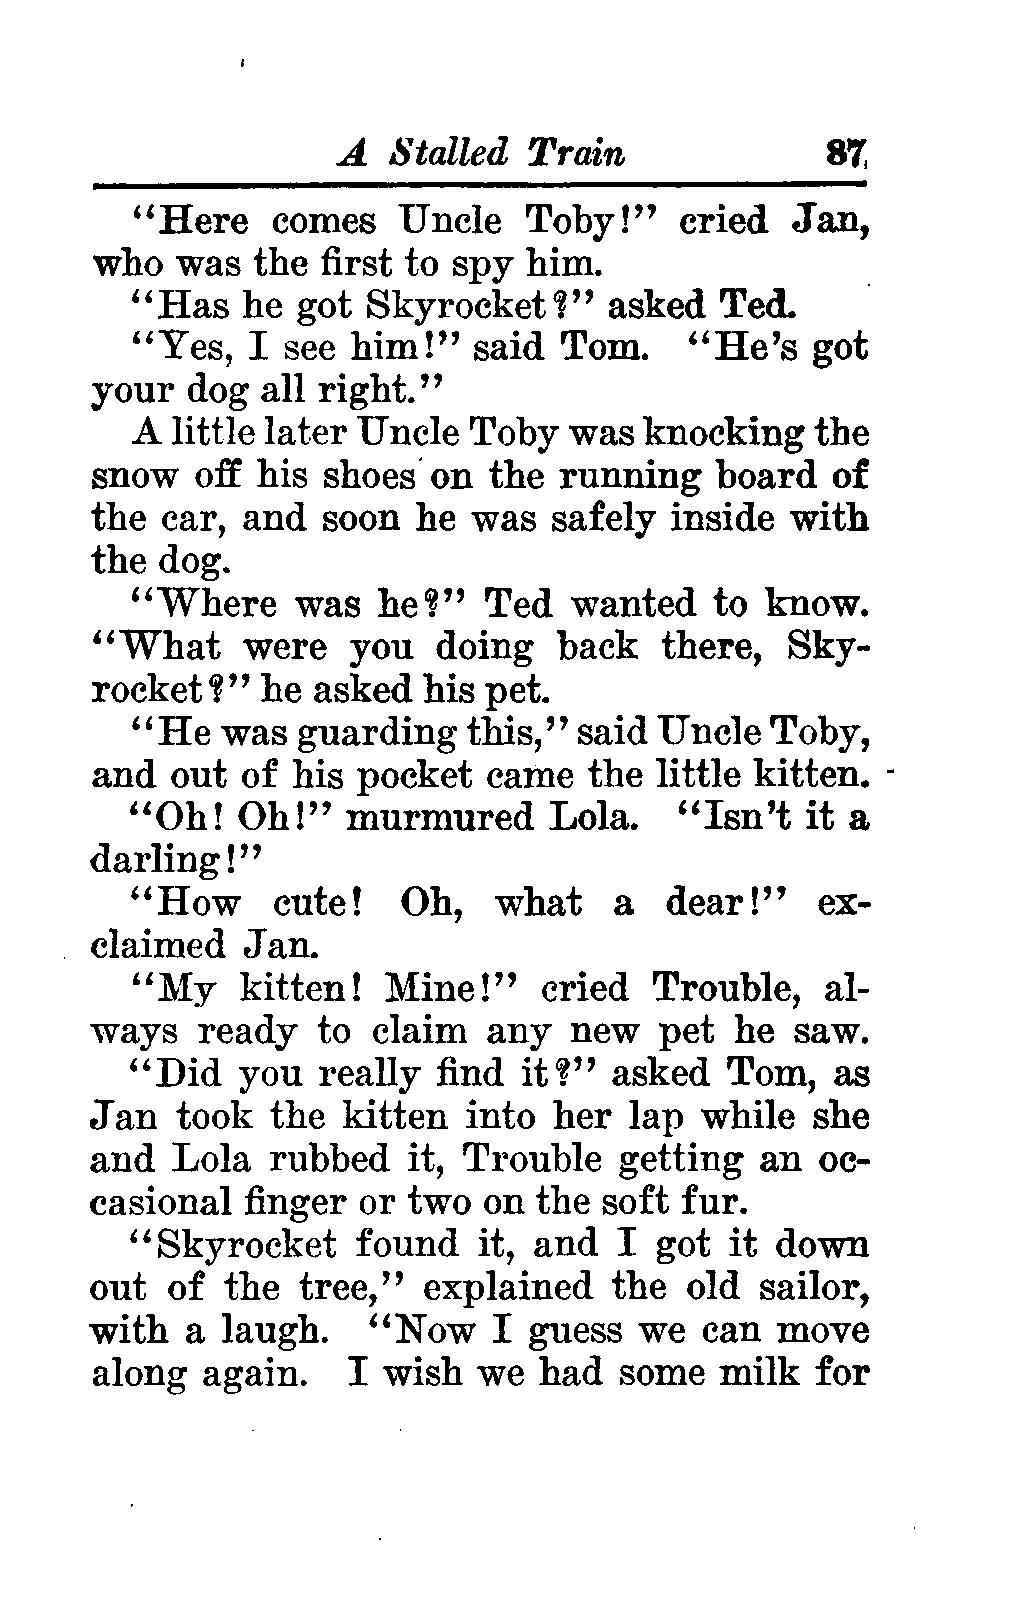 A Stalled Train 87
"Here comes Uncle Toby!" cried Jan,
who was the first to spy him.
"Has he got Skyrocket?" asked Ted.
"Yes, I see him!" said Tom. "He's got
your dog all right."
A little later Uncle Toby was knocking the
snow off his shoes on the running board of
the car, and soon he was safely inside with
the dog.
"Where was he?" Ted wanted to know.
"What were you doing back there, Sky-
rocket?" he asked his pet.
"He was guarding this," said Uncle Toby,
and out of his pocket came the little kitten.
"Oh! Oh!" murmured Lola. "Isn't it a
darling!"
"How cute! Oh, what a dear!" ex-
claimed Jan.
"My kitten! Mine!" cried Trouble, al-
ways ready to claim any new pet he saw.
"Did you really find it?" asked Tom, as
Jan took the kitten into her lap while she
and Lola rubbed it, Trouble getting an oc-
casional finger or two on the soft fur.
"Skyrocket found it, and I got it down
out of the tree," explained the old sailor,
with a laugh. "Now I guess we can move
along again. I wish we had some milk for